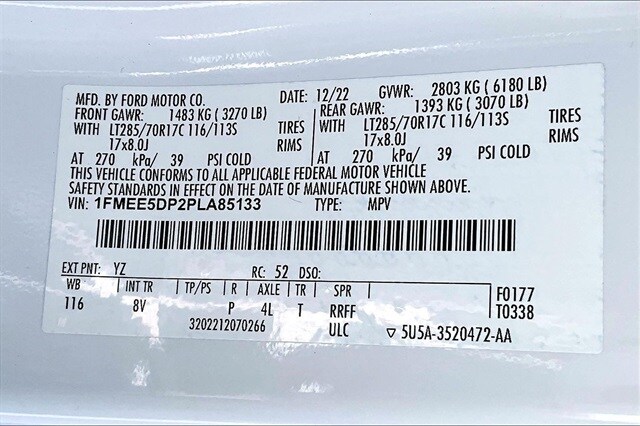 MFD. BY FORD MOTOR CO. DATE: 12/22 GVWR: 2803 KG ( 6180 LB)
FRONT GAWR: 1483 KG ( 3270 LB) REAR GAWR: 1393 KG ( 3070 LB)
WITH LT285/70R17C 116/113S TIRES WITH LT285/70R17C 116/113S TIRES
17x8.0J RIMS 17x8.0J RIMS
AT 270 kPa/ 39 PSI COLD AT 270 kPa/ 39 PSI COLD
THIS VEHICLE CONFORMS TO ALL APPLICABLE FEDERAL MOTOR VEHICLE
SAFETY STANDARDS IN EFFECT ON THE DATE OF MANUFACTURE SHOWN ABOVE.
VIN: 1FMEE5DP2PLA85133 TYPE: MPV
EXT PNT: YZ RC: 52 DSO:
WB INT TR TP/PS R AXLE TR SPR F0177
116 8V P 4L T RRFF T0338
3202212070266 ULC ▽ 5U5A-3520472-AA